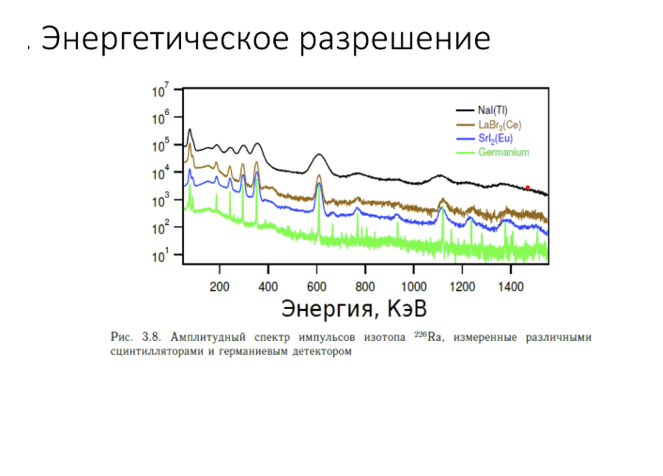 . Энергетическое разрешение
10⁷
10⁶
10⁵
10⁴
10³
10²
10¹
NaI(Tl)
LaBr₃(Ce)
SrI₂(Eu)
Germanium
200 400 600 800 1000 1200 1400
Энергия, КэВ
Рис. 3.8. Амплитудный спектр импульсов изотопа ²²⁶Ra, измеренные различными
сцинтилляторами и германиевым детектором